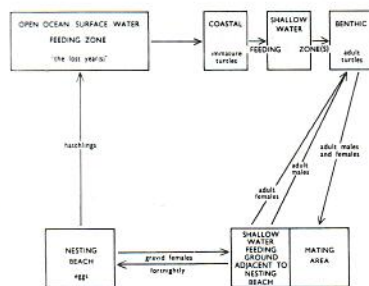 OPEN OCEAN SURFACE WATER
FEEDING ZONE
"the lost year(s)"
COASTAL
immature
turtles
FEEDING
SHALLOW
WATER
ZONE(S)
BENTHIC
adult
turtles
hatchlings
adult
females
adult
males
adult males
and females
NESTING
BEACH
eggs
gravid females
fortnightly
SHALLOW
WATER
FEEDING
GROUND
ADJACENT TO
NESTING
BEACH
MATING
AREA